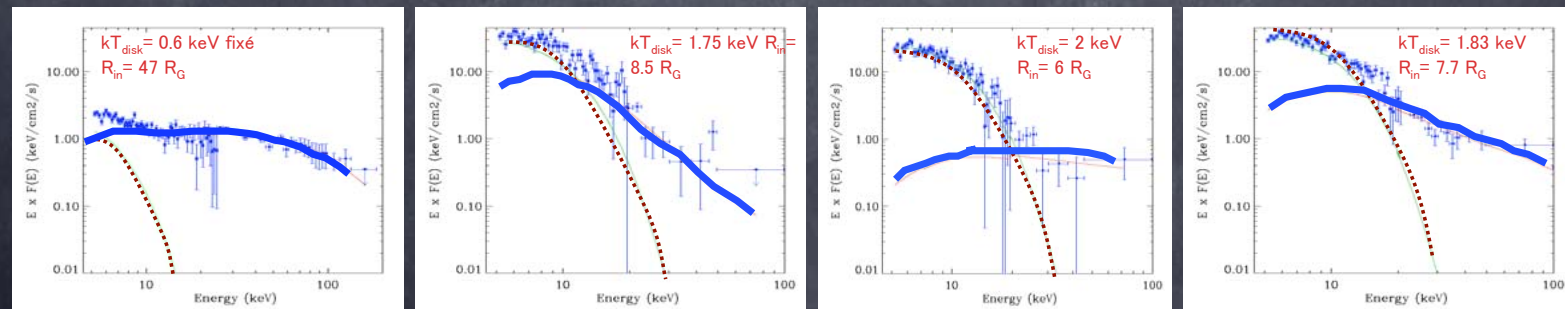 kT_disk= 0.6 keV fixé
R_in= 47 R_G
E x F(E) (keV/cm2/s)
10.00
1.00
0.10
0.01
10
100
Energy (keV)
kT_disk= 1.75 keV R_in=
8.5 R_G
E x F(E) (keV/cm2/s)
10.00
1.00
0.10
0.01
10
100
Energy (keV)
kT_disk= 2 keV
R_in= 6 R_G
E x F(E) (keV/cm2/s)
10.00
1.00
0.10
0.01
10
100
Energy (keV)
kT_disk= 1.83 keV
R_in= 7.7 R_G
E x F(E) (keV/cm2/s)
10.00
1.00
0.10
0.01
10
100
Energy (keV)